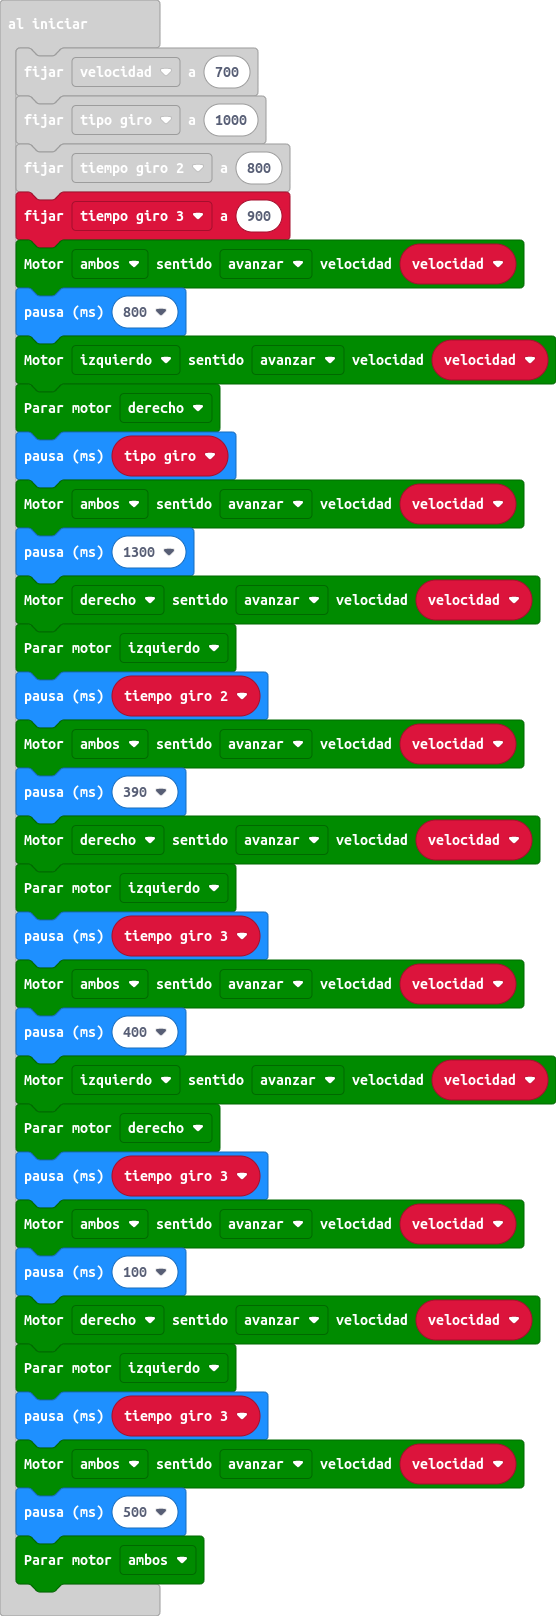 al iniciar
fijar velocidad a 700
fijar tipo giro a 1000
fijar tiempo giro 2 a 800
fijar tiempo giro 3 a 900
Motor ambos sentido avanzar velocidad velocidad
pausa (ms) 800
Motor izquierdo sentido avanzar velocidad velocidad
Parar motor derecho
pausa (ms) tipo giro
Motor ambos sentido avanzar velocidad velocidad
pausa (ms) 1300
Motor derecho sentido avanzar velocidad velocidad
Parar motor izquierdo
pausa (ms) tiempo giro 2
Motor ambos sentido avanzar velocidad velocidad
pausa (ms) 390
Motor derecho sentido avanzar velocidad velocidad
Parar motor izquierdo
pausa (ms) tiempo giro 3
Motor ambos sentido avanzar velocidad velocidad
pausa (ms) 400
Motor izquierdo sentido avanzar velocidad velocidad
Parar motor derecho
pausa (ms) tiempo giro 3
Motor ambos sentido avanzar velocidad velocidad
pausa (ms) 100
Motor derecho sentido avanzar velocidad velocidad
Parar motor izquierdo
pausa (ms) tiempo giro 3
Motor ambos sentido avanzar velocidad velocidad
pausa (ms) 500
Parar motor ambos